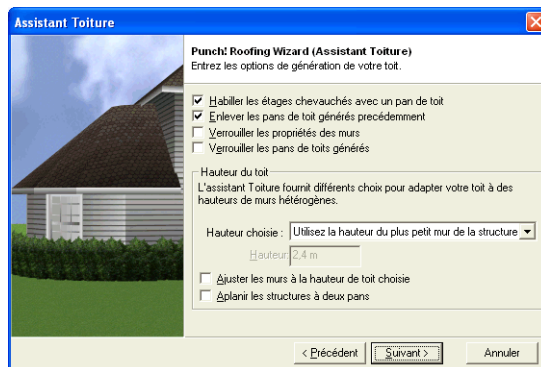 Assistant Toiture
Punch! Roofing Wizard (Assistant Toiture)
Entrez les options de génération de votre toit.
Habiller les étages chevauchés avec un pan de toit
Enlever les pans de toit générés precédemment
Verrouiller les propriétés des murs
Verrouiller les pans de toits générés
Hauteur du toit
L'assistant Toiture fournit différents choix pour adapter votre toit à des
hauteurs de murs hétérogènes.
Hauteur choisie : Utilisez la hauteur du plus petit mur de la structure
Hauteur: 2,4 m
Ajuster les murs à la hauteur de toit choisie
Aplanir les structures à deux pans
< Précédent Suivant > Annuler